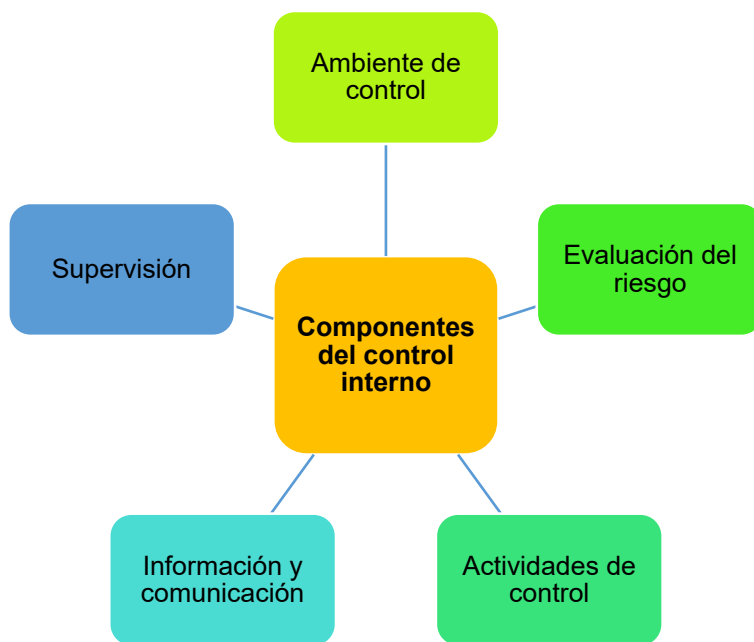 Ambiente de
control
Supervisión
Evaluación del
riesgo
Componentes
del control
interno
Información y
comunicación
Actividades de
control